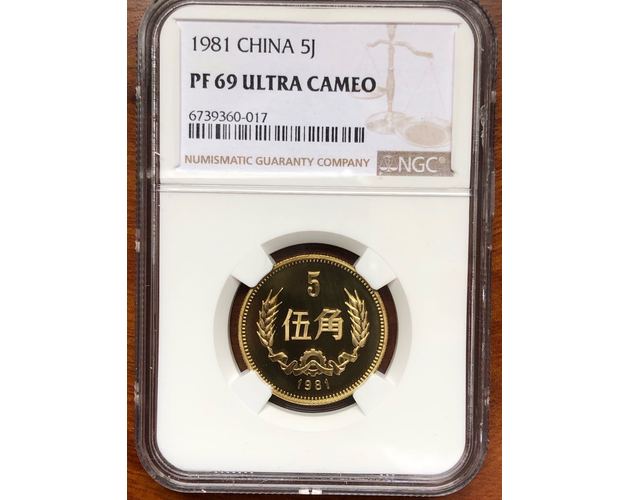 1981 CHINA 5J
PF 69 ULTRA CAMEO
6739360-017
NUMISMATIC GUARANTY COMPANY
NGC®
5
伍角
1981